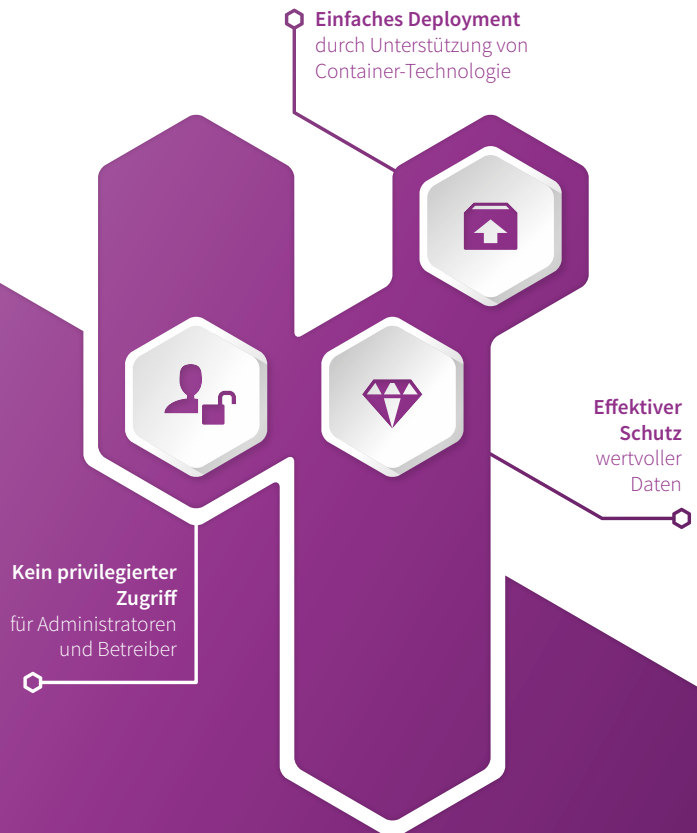 Einfaches Deployment
durch Unterstützung von
Container-Technologie
Effektiver
Schutz
wertvoller
Daten
Kein privilegierter
Zugriff
für Administratoren
und Betreiber